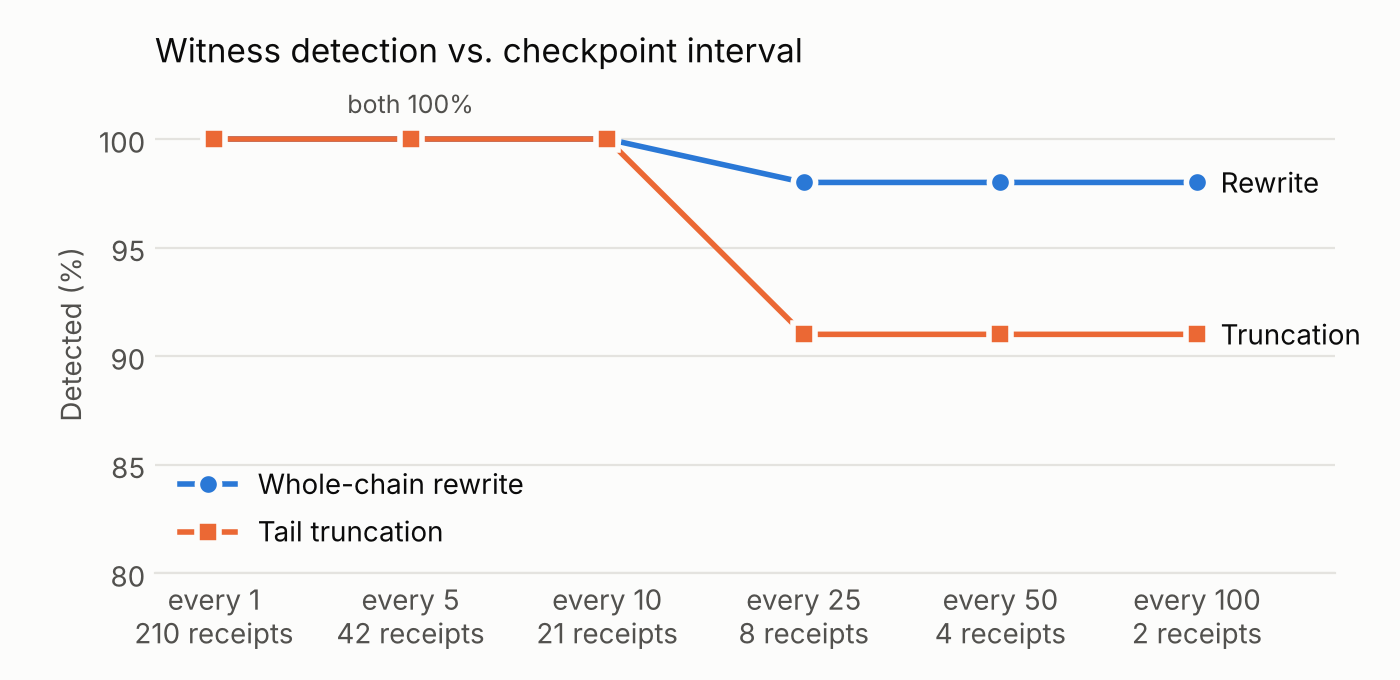 Witness detection vs. checkpoint interval
both 100%
100
95
90
85
80
Detected (%)
Rewrite
Truncation
Whole-chain rewrite
Tail truncation
every 1
210 receipts
every 5
42 receipts
every 10
21 receipts
every 25
8 receipts
every 50
4 receipts
every 100
2 receipts